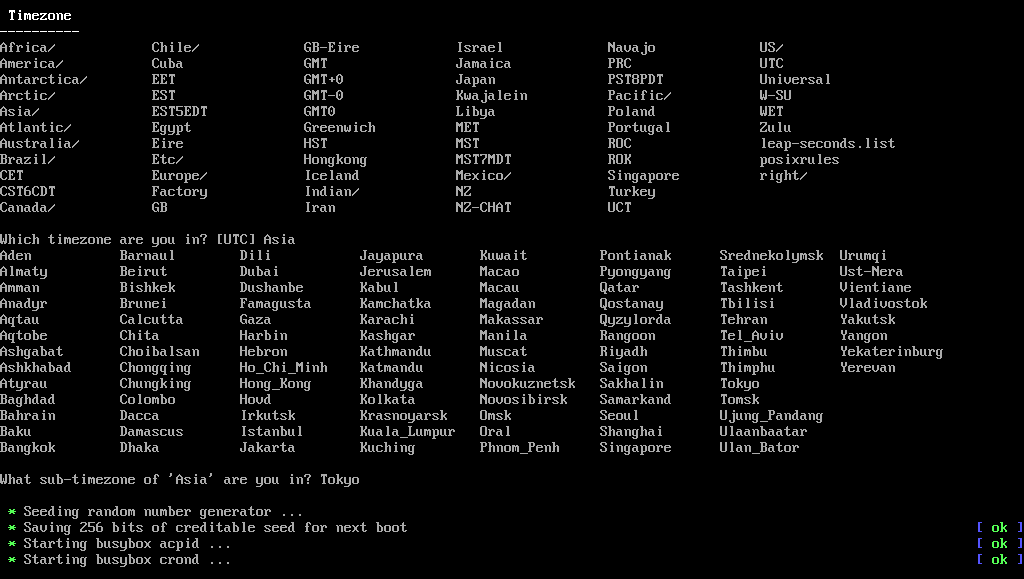 Timezone
----------
Africa/ Chile/ GB-Eire Israel Navajo US/
America/ Cuba GMT Jamaica PRC UTC
Antarctica/ EET GMT+0 Japan PST8PDT Universal
Arctic/ EST GMT-0 Kwajalein Pacific/ W-SU
Asia/ EST5EDT GMT0 Libya Poland WET
Atlantic/ Egypt Greenwich MET Portugal Zulu
Australia/ Eire HST MST ROC leap-seconds.list
Brazil/ Etc/ Hongkong MST7MDT ROK posixrules
CET Europe/ Iceland Mexico/ Singapore right/
CST6CDT Factory Indian/ NZ Turkey
Canada/ GB Iran NZ-CHAT UCT
Which timezone are you in? [UTC] Asia
Aden Barnaul Dili Jayapura Kuwait Pontianak Srednekolymsk Urumqi
Almaty Beirut Dubai Jerusalem Macao Pyongyang Taipei Ust-Nera
Amman Bishkek Dushanbe Kabul Macau Qatar Tashkent Vientiane
Anadyr Brunei Famagusta Kamchatka Magadan Qostanay Tbilisi Vladivostok
Aqtau Calcutta Gaza Karachi Makassar Qyzylorda Tehran Yakutsk
Aqtobe Chita Harbin Kashgar Manila Rangoon Tel_Aviv Yangon
Ashgabat Choibalsan Hebron Kathmandu Muscat Riyadh Thimbu Yekaterinburg
Ashkhabad Chongqing Ho_Chi_Minh Katmandu Nicosia Saigon Thimphu Yerevan
Atyrau Chungking Hong_Kong Khandyga Novokuznetsk Sakhalin Tokyo
Baghdad Colombo Hovd Kolkata Novosibirsk Samarkand Tomsk
Bahrain Dacca Irkutsk Krasnoyarsk Omsk Seoul Ujung_Pandang
Baku Damascus Istanbul Kuala_Lumpur Oral Shanghai Ulaanbaatar
Bangkok Dhaka Jakarta Kuching Phnom_Penh Singapore Ulan_Bator
What sub-timezone of 'Asia' are you in? Tokyo
* Seeding random number generator ...
* Saving 256 bits of creditable seed for next boot [ ok ]
* Starting busybox acpid ... [ ok ]
* Starting busybox crond ... [ ok ]